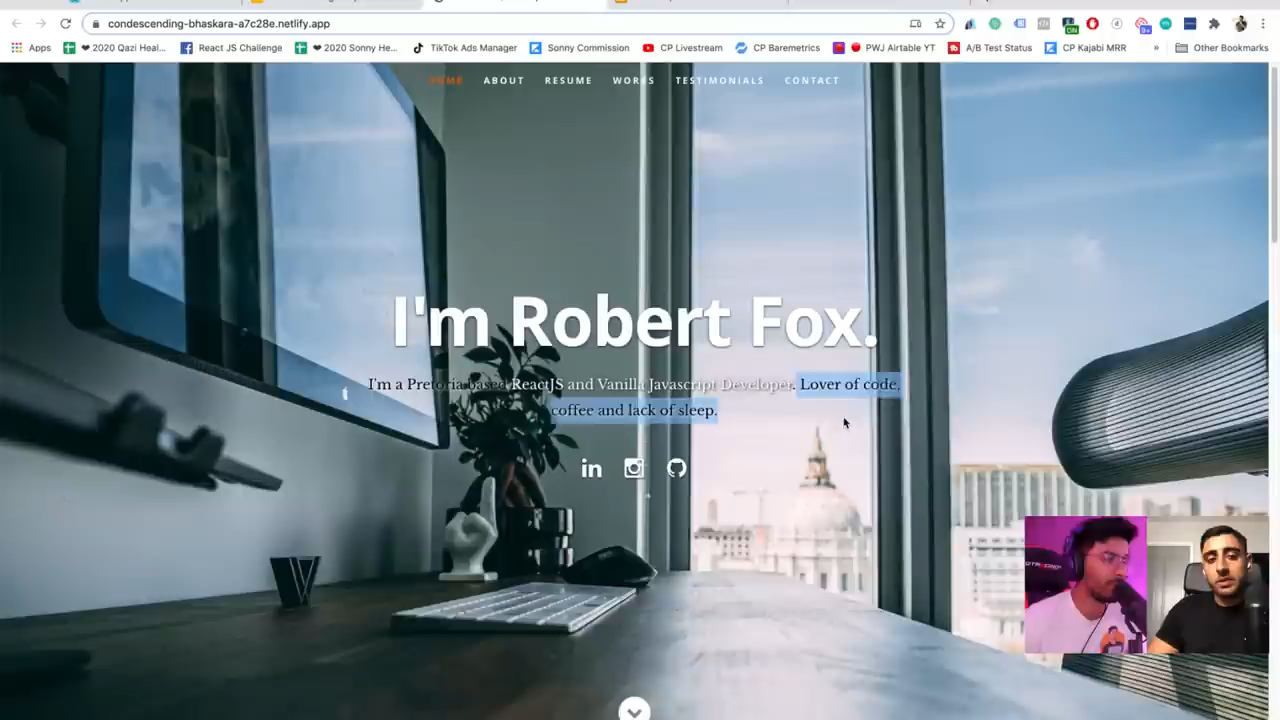 condescending-bhaskara-a7c28e.netlify.app
Apps
❤ 2020 Qazi Heal...
React JS Challenge
❤ 2020 Sonny He...
TikTok Ads Manager
Sonny Commission
CP Livestream
CP Baremetrics
PWJ Airtable YT
A/B Test Status
CP Kajabi MRR
»
Other Bookmarks
HOME
ABOUT
RESUME
WORKS
TESTIMONIALS
CONTACT
I'm Robert Fox.
I'm a Pretoria based ReactJS and Vanilla Javascript Developer. Lover of code,
coffee and lack of sleep.